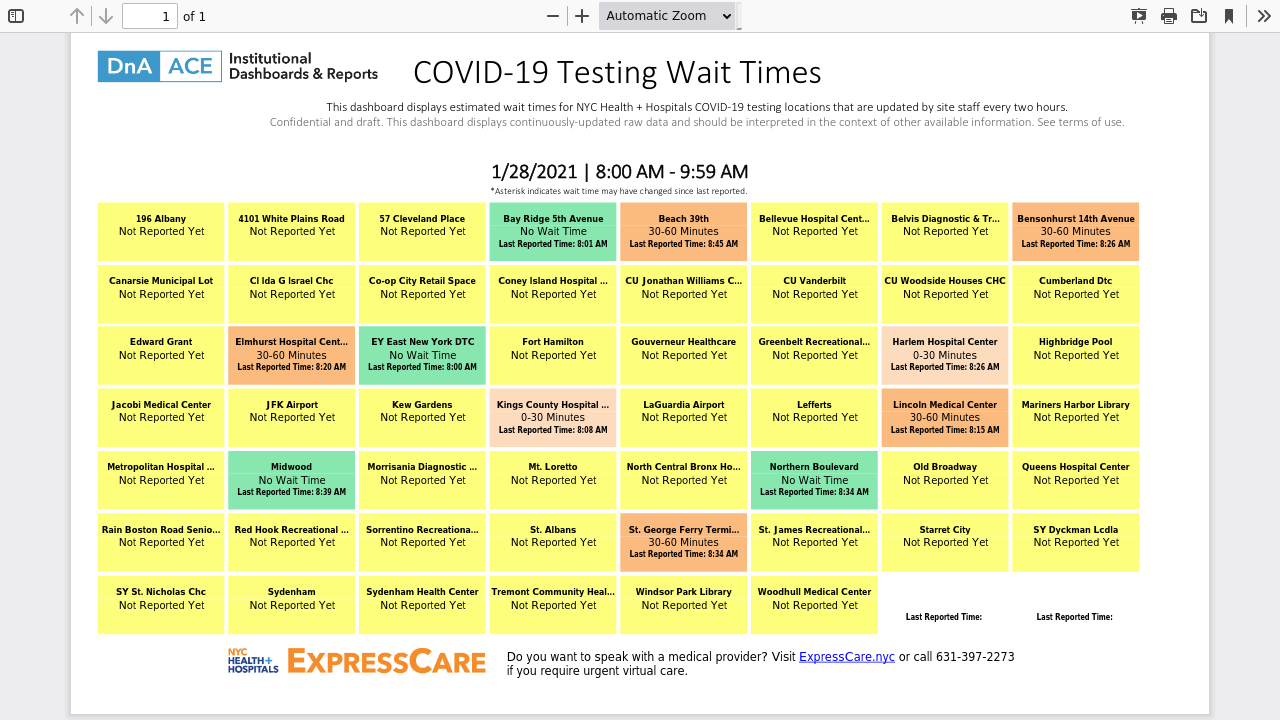 1 of 1
Automatic Zoom
DnA ACE Institutional Dashboards & Reports
COVID-19 Testing Wait Times
This dashboard displays estimated wait times for NYC Health + Hospitals COVID-19 testing locations that are updated by site staff every two hours.
Confidential and draft. This dashboard displays continuously-updated raw data and should be interpreted in the context of other available information. See terms of use.
1/28/2021 | 8:00 AM - 9:59 AM
*Asterisk indicates wait time may have changed since last reported.
196 Albany
Not Reported Yet
4101 White Plains Road
Not Reported Yet
57 Cleveland Place
Not Reported Yet
Bay Ridge 5th Avenue
No Wait Time
Last Reported Time: 8:01 AM
Beach 39th
30-60 Minutes
Last Reported Time: 8:45 AM
Bellevue Hospital Cent...
Not Reported Yet
Belvis Diagnostic & Tr...
Not Reported Yet
Bensonhurst 14th Avenue
30-60 Minutes
Last Reported Time: 8:26 AM
Canarsie Municipal Lot
Not Reported Yet
CI Ida G Israel Chc
Not Reported Yet
Co-op City Retail Space
Not Reported Yet
Coney Island Hospital ...
Not Reported Yet
CU Jonathan Williams C...
Not Reported Yet
CU Vanderbilt
Not Reported Yet
CU Woodside Houses CHC
Not Reported Yet
Cumberland Dtc
Not Reported Yet
Edward Grant
Not Reported Yet
Elmhurst Hospital Cent...
30-60 Minutes
Last Reported Time: 8:20 AM
EY East New York DTC
No Wait Time
Last Reported Time: 8:00 AM
Fort Hamilton
Not Reported Yet
Gouverneur Healthcare
Not Reported Yet
Greenbelt Recreational...
Not Reported Yet
Harlem Hospital Center
0-30 Minutes
Last Reported Time: 8:26 AM
Highbridge Pool
Not Reported Yet
Jacobi Medical Center
Not Reported Yet
JFK Airport
Not Reported Yet
Kew Gardens
Not Reported Yet
Kings County Hospital ...
0-30 Minutes
Last Reported Time: 8:08 AM
LaGuardia Airport
Not Reported Yet
Lefferts
Not Reported Yet
Lincoln Medical Center
30-60 Minutes
Last Reported Time: 8:15 AM
Mariners Harbor Library
Not Reported Yet
Metropolitan Hospital ...
Not Reported Yet
Midwood
No Wait Time
Last Reported Time: 8:39 AM
Morrisania Diagnostic ...
Not Reported Yet
Mt. Loretto
Not Reported Yet
North Central Bronx Ho...
Not Reported Yet
Northern Boulevard
No Wait Time
Last Reported Time: 8:34 AM
Old Broadway
Not Reported Yet
Queens Hospital Center
Not Reported Yet
Rain Boston Road Senio...
Not Reported Yet
Red Hook Recreational ...
Not Reported Yet
Sorrentino Recreationa...
Not Reported Yet
St. Albans
Not Reported Yet
St. George Ferry Termi...
30-60 Minutes
Last Reported Time: 8:34 AM
St. James Recreational...
Not Reported Yet
Starret City
Not Reported Yet
SY Dyckman Lcdla
Not Reported Yet
SY St. Nicholas Chc
Not Reported Yet
Sydenham
Not Reported Yet
Sydenham Health Center
Not Reported Yet
Tremont Community Heal...
Not Reported Yet
Windsor Park Library
Not Reported Yet
Woodhull Medical Center
Not Reported Yet
Last Reported Time:
Last Reported Time:
NYC
HEALTH+
HOSPITALS
EXPRESSCARE
Do you want to speak with a medical provider? Visit ExpressCare.nyc or call 631-397-2273
if you require urgent virtual care.